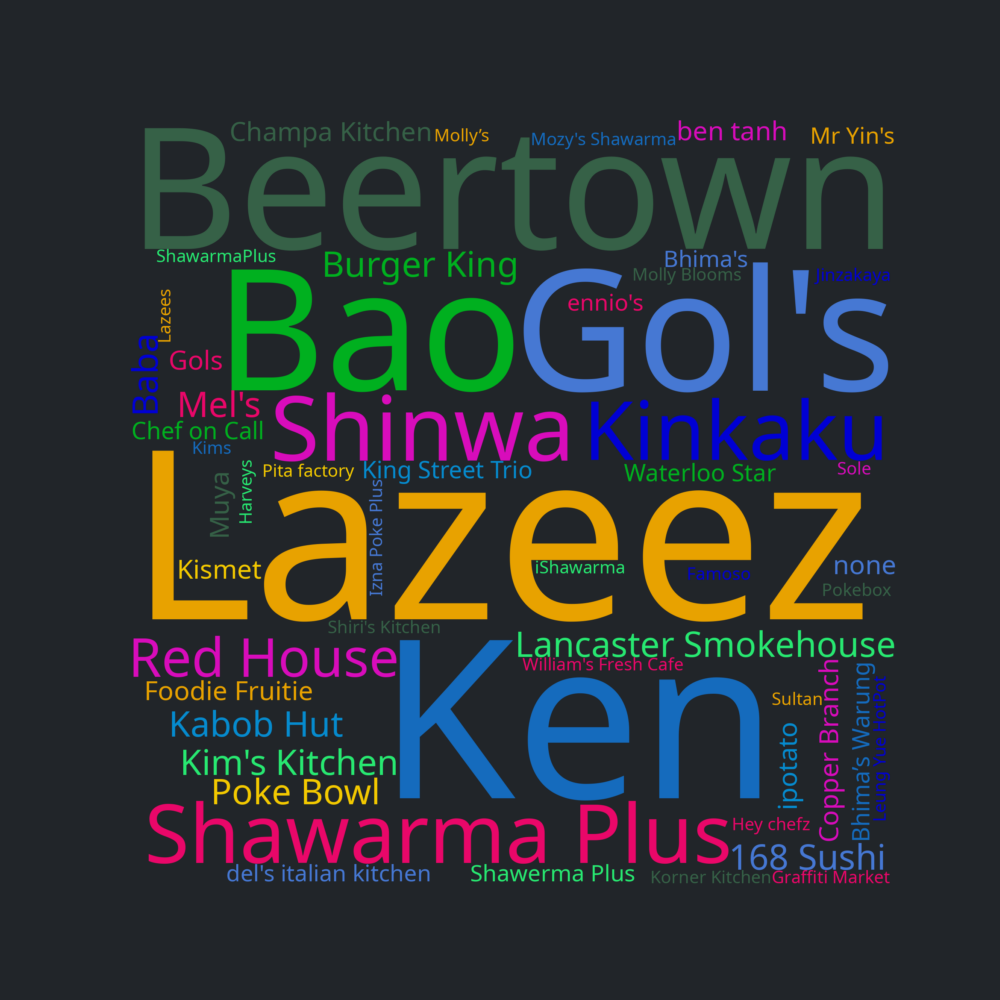 Champa Kitchen
Molly’s
Mozy's Shawarma
ben tanh
Mr Yin's
Beertown
ShawarmaPlus
Burger King
Bhima's
Molly Blooms
Jinzakaya
Lazees
Bao
Gol's
ennio's
Baba
Gols
Mel's
Shinwa
Kinkaku
Chef on Call
Kims
Muya
Harveys
Pita factory
King Street Trio
Waterloo Star
Sole
Lazeez
Izna Poke Plus
Kismet
iShawarma
Famoso
none
Pokebox
Shiri's Kitchen
Red House
Ken
Lancaster Smokehouse
William's Fresh Cafe
Foodie Fruitie
Sultan
Kabob Hut
ipotato
Copper Branch
Bhima’s Warung
Leung Yue HotPot
Kim's Kitchen
Poke Bowl
Shawarma Plus
Hey chefz
168 Sushi
del's italian kitchen
Shawerma Plus
Korner Kitchen
Graffiti Market